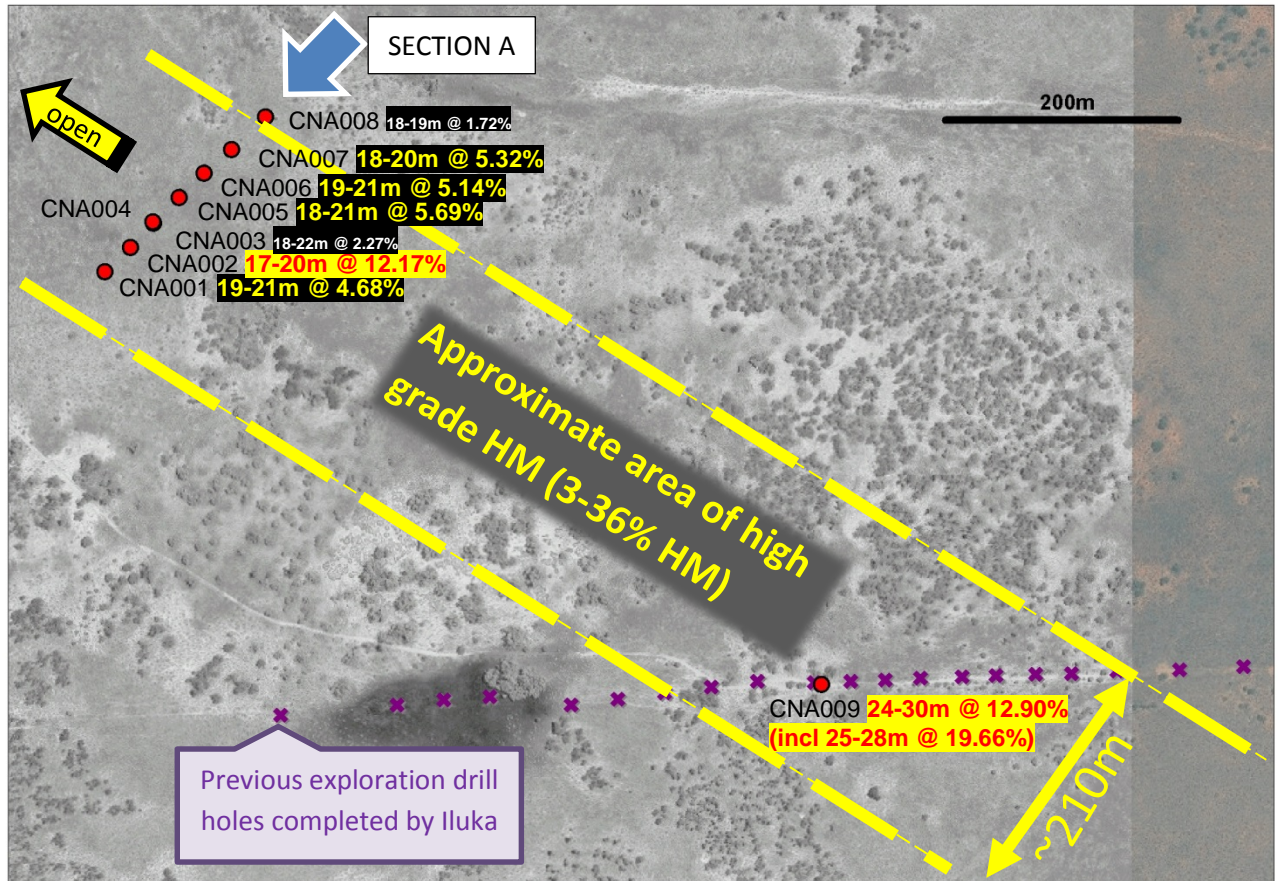 SECTION A
open
200m
CNA008 18-19m @ 1.72%
CNA007 18-20m @ 5.32%
CNA006 19-21m @ 5.14%
CNA004
CNA005 18-21m @ 5.69%
CNA003 18-22m @ 2.27%
CNA002 17-20m @ 12.17%
CNA001 19-21m @ 4.68%
Approximate area of high
grade HM (3-36% HM)
CNA009 24-30m @ 12.90%
(incl 25-28m @ 19.66%)
~210m
Previous exploration drill
holes completed by Iluka